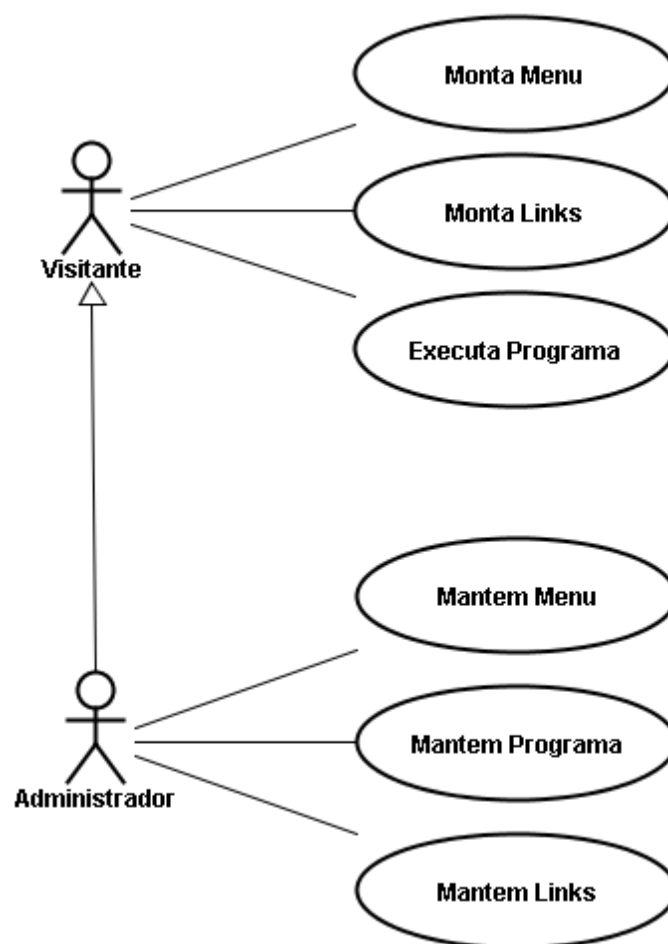 Monta Menu
Monta Links
Visitante
Executa Programa
Mantem Menu
Mantem Programa
Administrador
Mantem Links